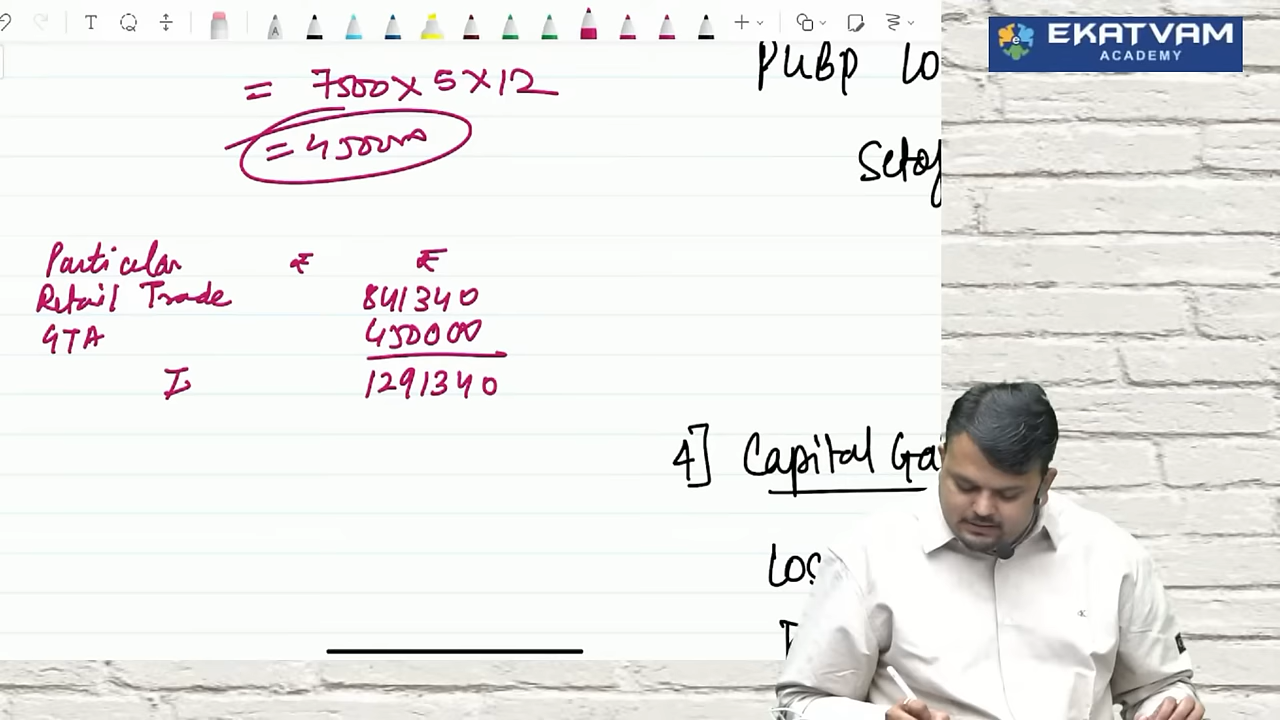 T
A
EKATVAM
ACADEMY
= 7500 × 5 × 12
= 450000
Particular ₹ ₹
Retail Trade 841340
GTA 450000
1291340
PGBP Lo
Setof
4] Capital Ga
Los